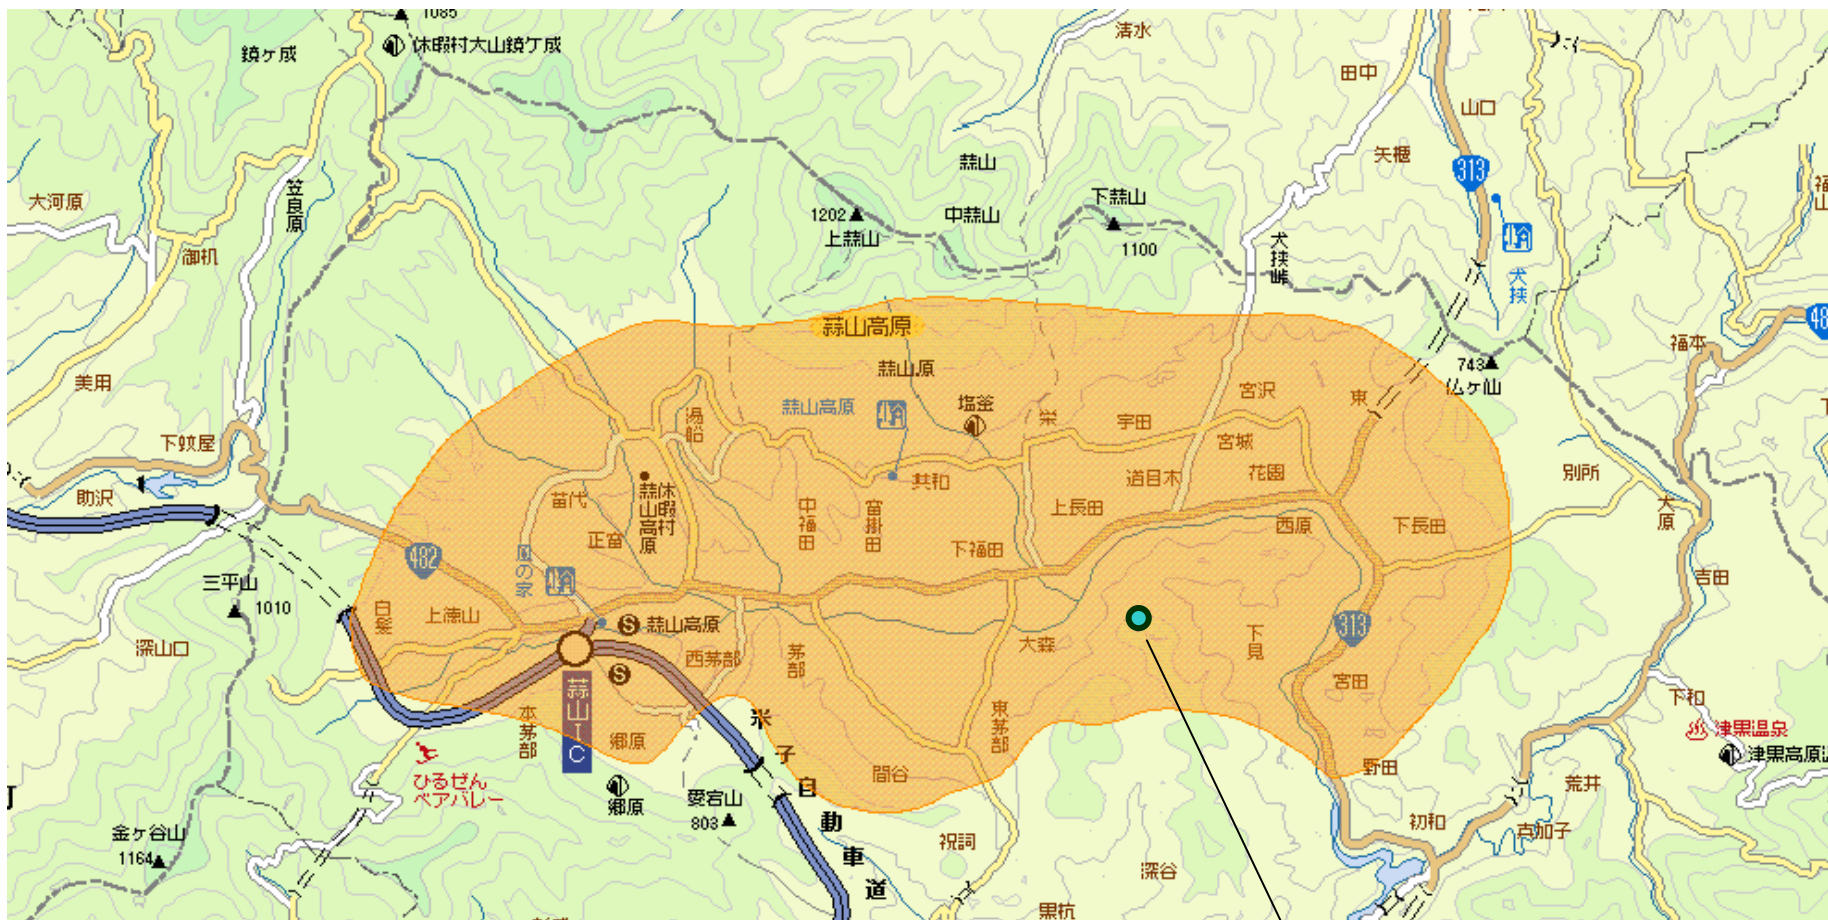 1085
休暇村大山鏡ケ成
鏡ヶ成
清水
田中
山口
矢櫃
313
蒜山
大河原
笠良原
1202
上蒜山
中蒜山
下蒜山
1100
犬挟峠
犬挟
御机
蒜山高原
蒜山原
福本
743
仏ヶ仙
美用
蒜山高原
塩釜
栄
宇田
宮沢
東
湯船
宮城
下蚊屋
助沢
苗代
休暇村
蒜山高原
共和
道目木
花園
別所
中福田
富掛田
上長田
西原
下長田
大原
正富
風の家
下福田
482
吉田
三平山
1010
白髪
上徳山
S
蒜山高原
大森
下見
313
深山口
西茅部
茅部
S
宮田
下和
蒜山IC
本茅部
郷原
東茅部
津黒温泉
津黒高原
米子自動車道
ひるぜん
ベアバレー
間谷
野田
荒井
郷原
愛宕山
803
金ヶ谷山
1164
祝詞
初和
真加子
深谷
黒杭